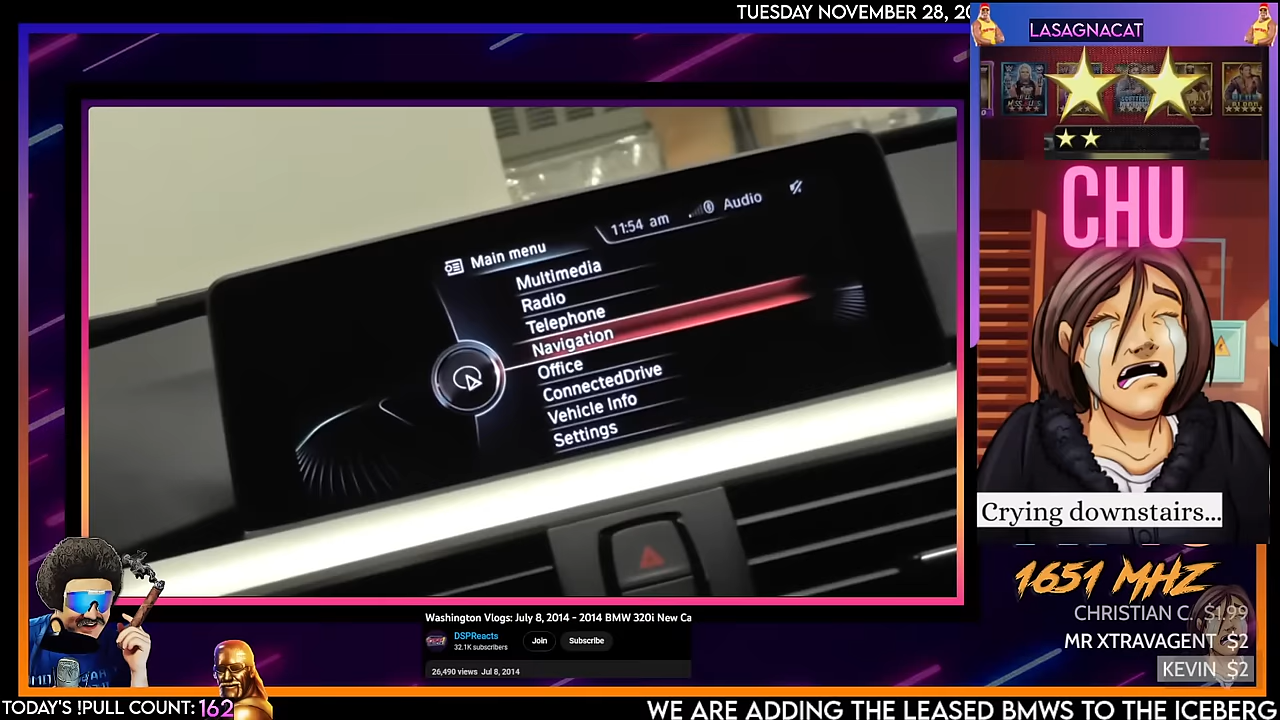 TUESDAY NOVEMBER 28, 20
LASAGNACAT
CHU
11:54 am
Audio
Main menu
Multimedia
Radio
Telephone
Navigation
Office
ConnectedDrive
Vehicle Info
Settings
Crying downstairs...
1651 MHZ
CHRISTIAN C. $1.99
MR XTRAVAGENT $2
KEVIN $2
Washington Vlogs: July 8, 2014 - 2014 BMW 320i New Ca
DSPReacts
32.1K subscribers
Join
Subscribe
26,490 views Jul 8, 2014
TODAY'S !PULL COUNT: 162
WE ARE ADDING THE LEASED BMWS TO THE ICEBERG